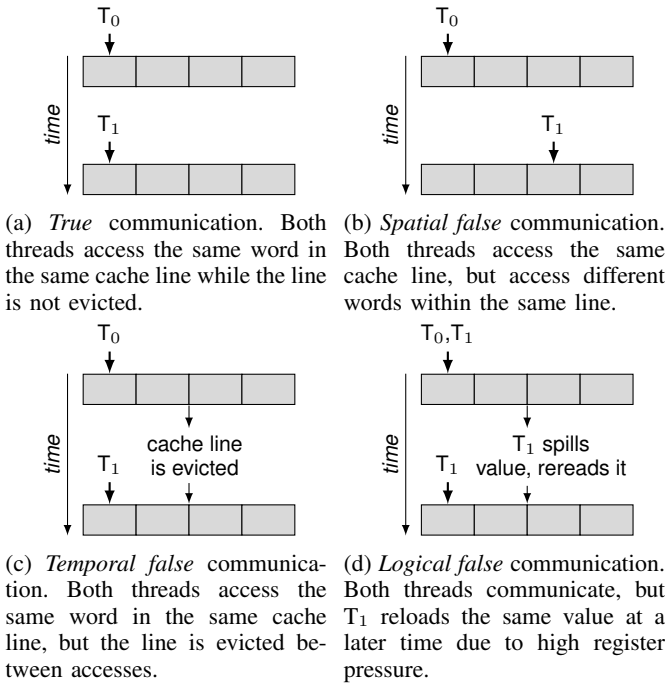 T0
time
T1
(a) True communication. Both
threads access the same word in
the same cache line while the line
is not evicted.
T0
time
T1
(b) Spatial false communication.
Both threads access the same
cache line, but access different
words within the same line.
T0
time
cache line
is evicted
T1
(c) Temporal false communica-
tion. Both threads access the
same word in the same cache
line, but the line is evicted be-
tween accesses.
T0,T1
time
T1 spills
value, rereads it
T1
(d) Logical false communication.
Both threads communicate, but
T1 reloads the same value at a
later time due to high register
pressure.